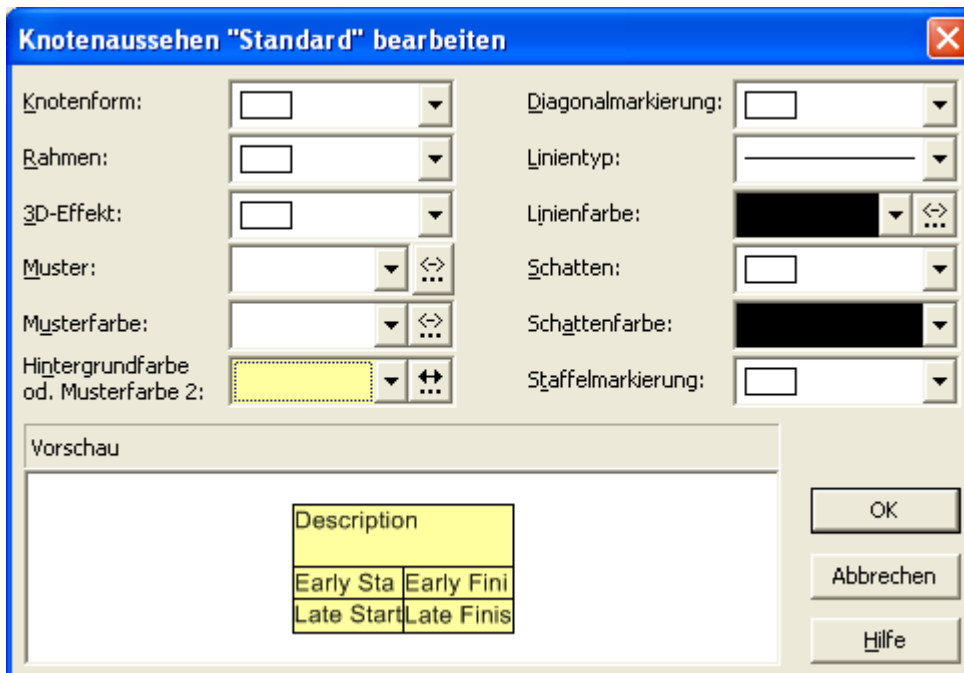 Knotenaussehen "Standard" bearbeiten
Knotenform:
Rahmen:
3D-Effekt:
Muster:
Musterfarbe:
Hintergrundfarbe
od. Musterfarbe 2:
Diagonalmarkierung:
Linientyp:
Linienfarbe:
Schatten:
Schattenfarbe:
Staffelmarkierung:
Vorschau
Description
Early Sta Early Fini
Late Start Late Finis
OK
Abbrechen
Hilfe